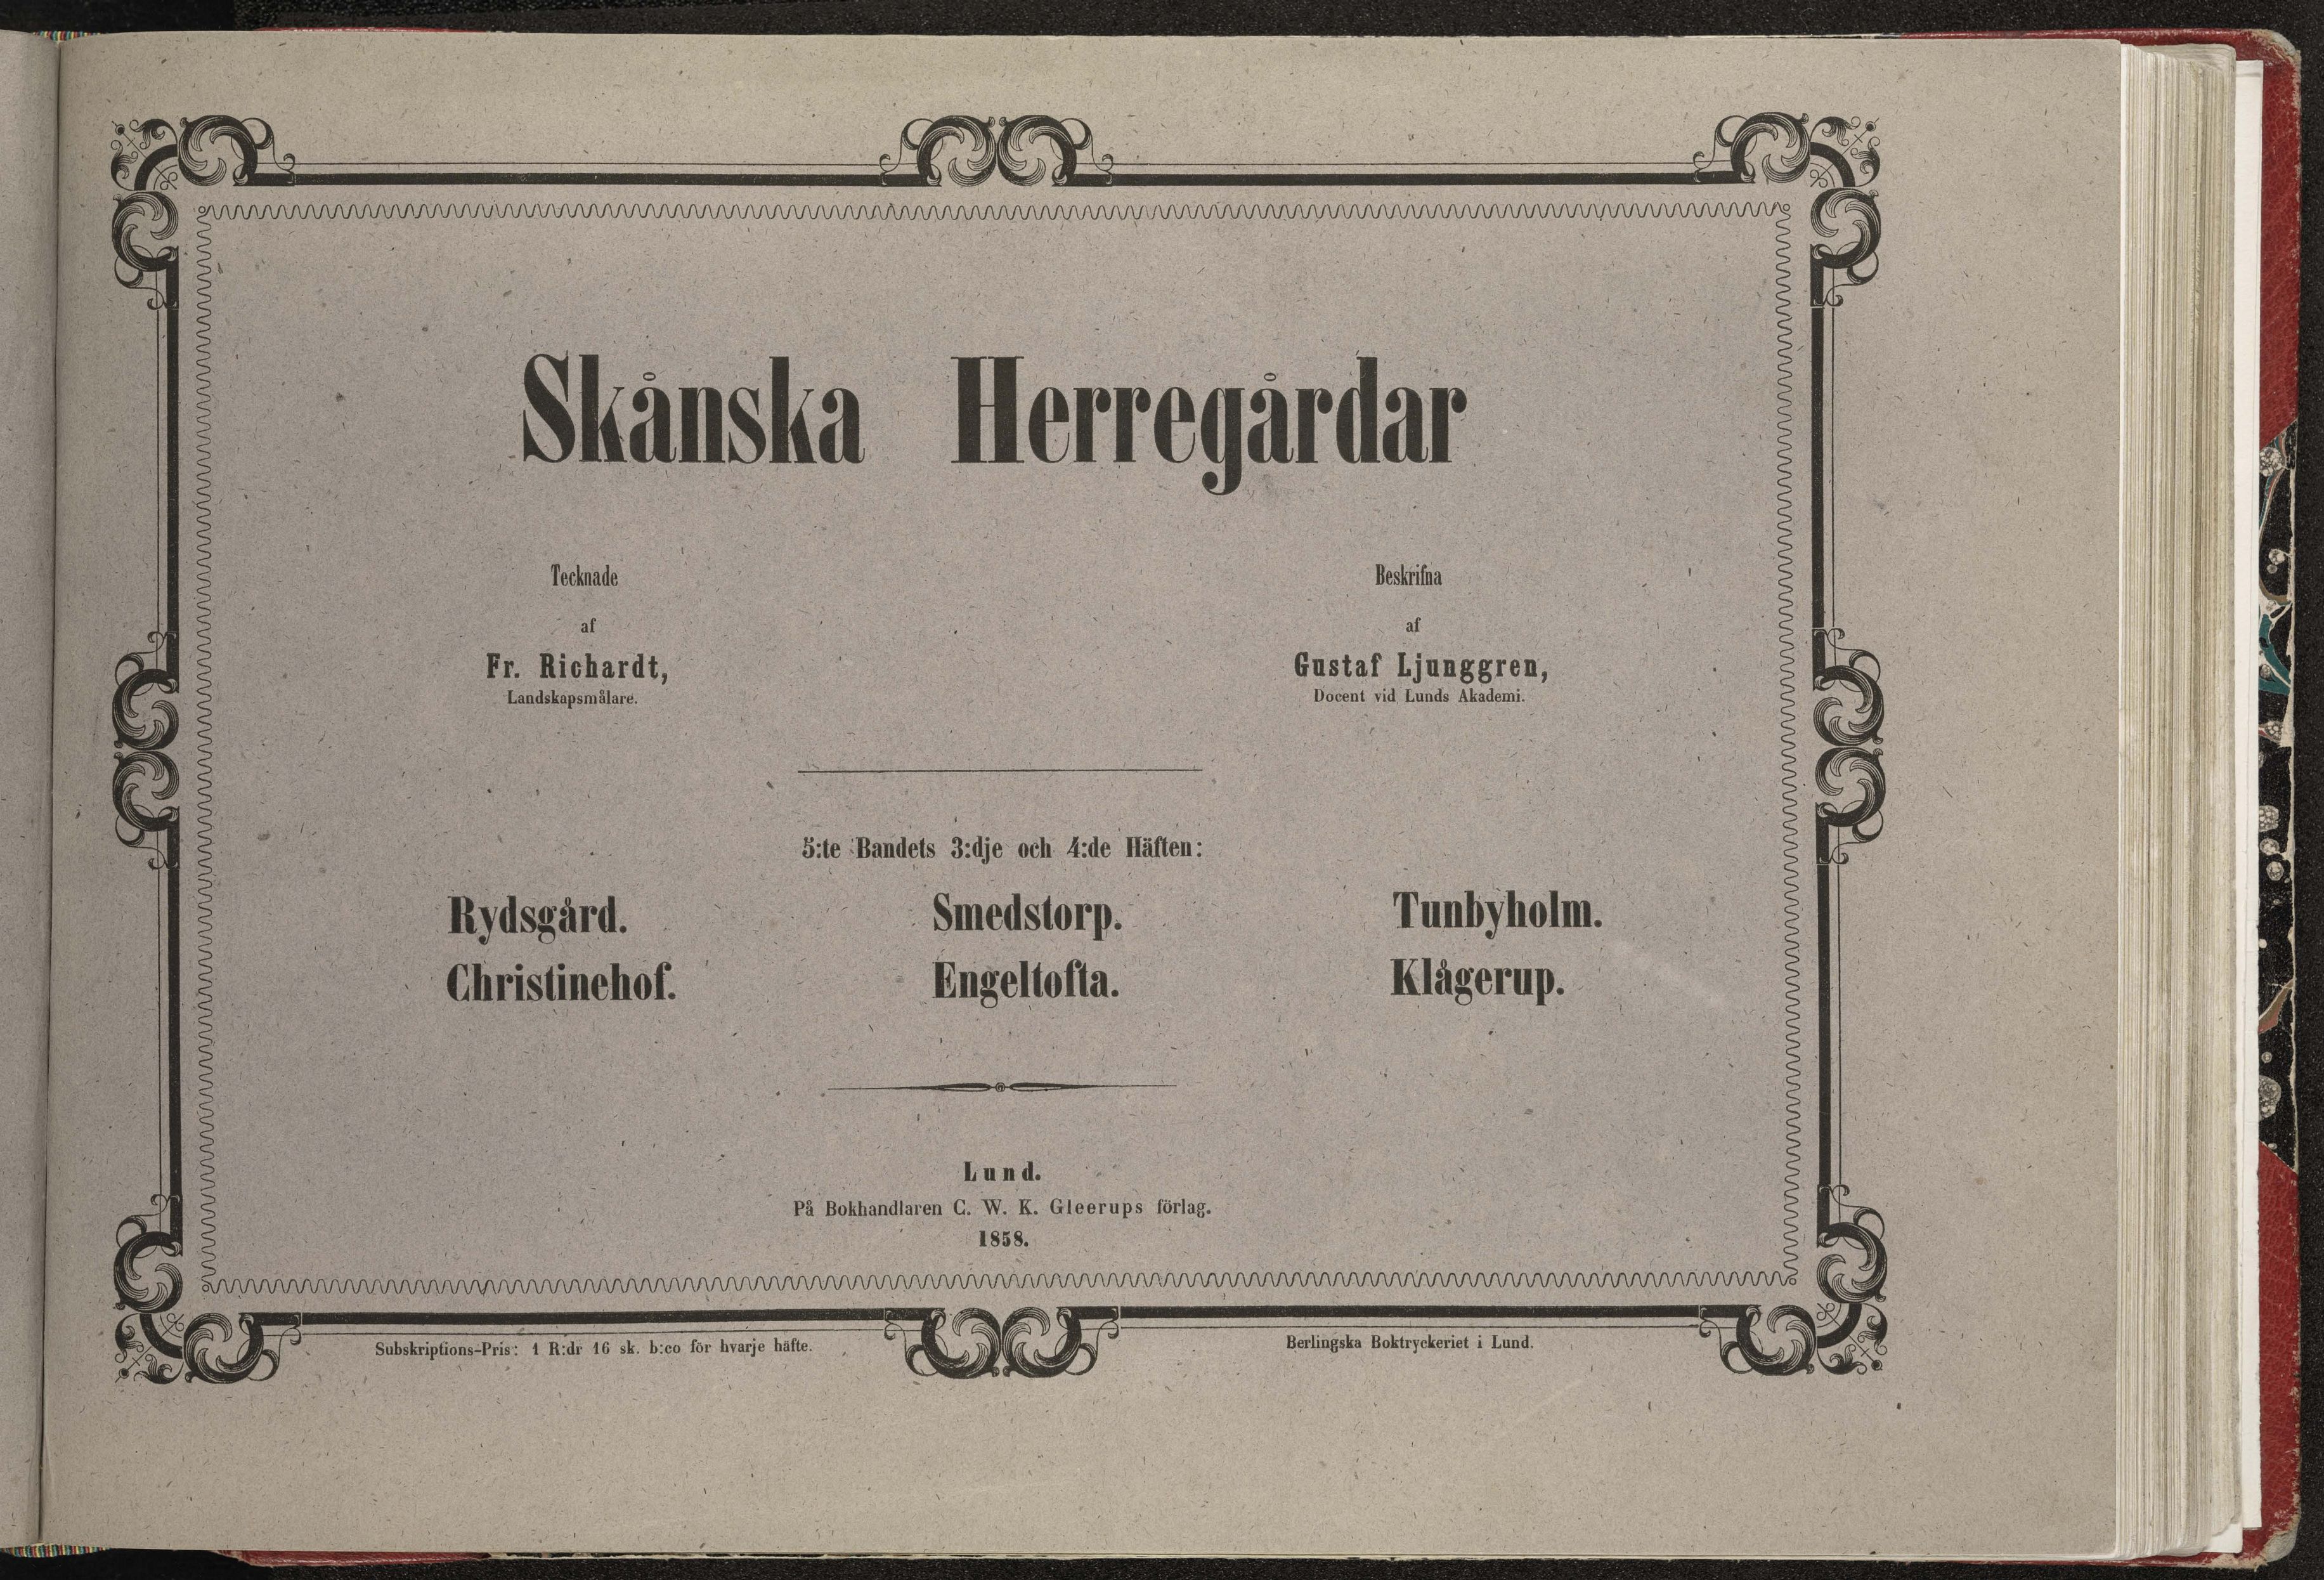 Skånska Herregårdar
Tecknade
af
Fr. Richardt,
Landskapsmålare.
Beskrifna
af
Gustaf Ljunggren,
Docent vid Lunds Akademi.
5:te Bandets 3:dje och 4:de Häften:
Rydsgård. Smedstorp. Tunbyholm.
Christinehof. Engeltofta. Klågerup.
Lund.
På Bokhandlaren C. W. K. Gleerups förlag.
1858.
Subskriptions-Pris: 1 R:dr 16 sk. b:co för hvarje häfte.
Berlingska Boktryckeriet i Lund.